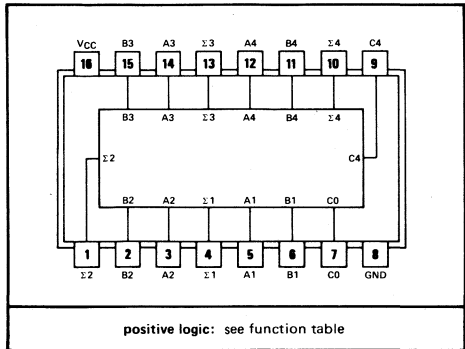 VCC B3 A3 Σ3 A4 B4 Σ4 C4
16 15 14 13 12 11 10 9
B3 A3 Σ3 A4 B4 Σ4
Σ2 C4
B2 A2 Σ1 A1 B1 C0
1 2 3 4 5 6 7 8
Σ2 B2 A2 Σ1 A1 B1 C0 GND
positive logic: see function table